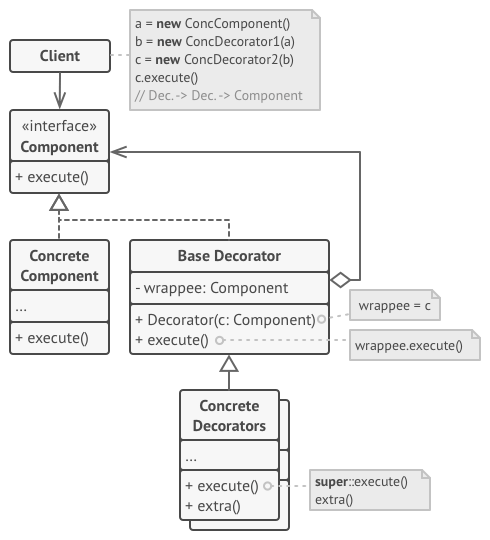 a = new ConcComponent()
b = new ConcDecorator1(a)
c = new ConcDecorator2(b)
c.execute()
// Dec. -> Dec. -> Component
Client
«interface»
Component
+ execute()
Concrete
Component
...
+ execute()
Base Decorator
- wrappee: Component
+ Decorator(c: Component)
+ execute()
wrappee = c
wrappee.execute()
Concrete
Decorators
...
+ execute()
+ extra()
super::execute()
extra()